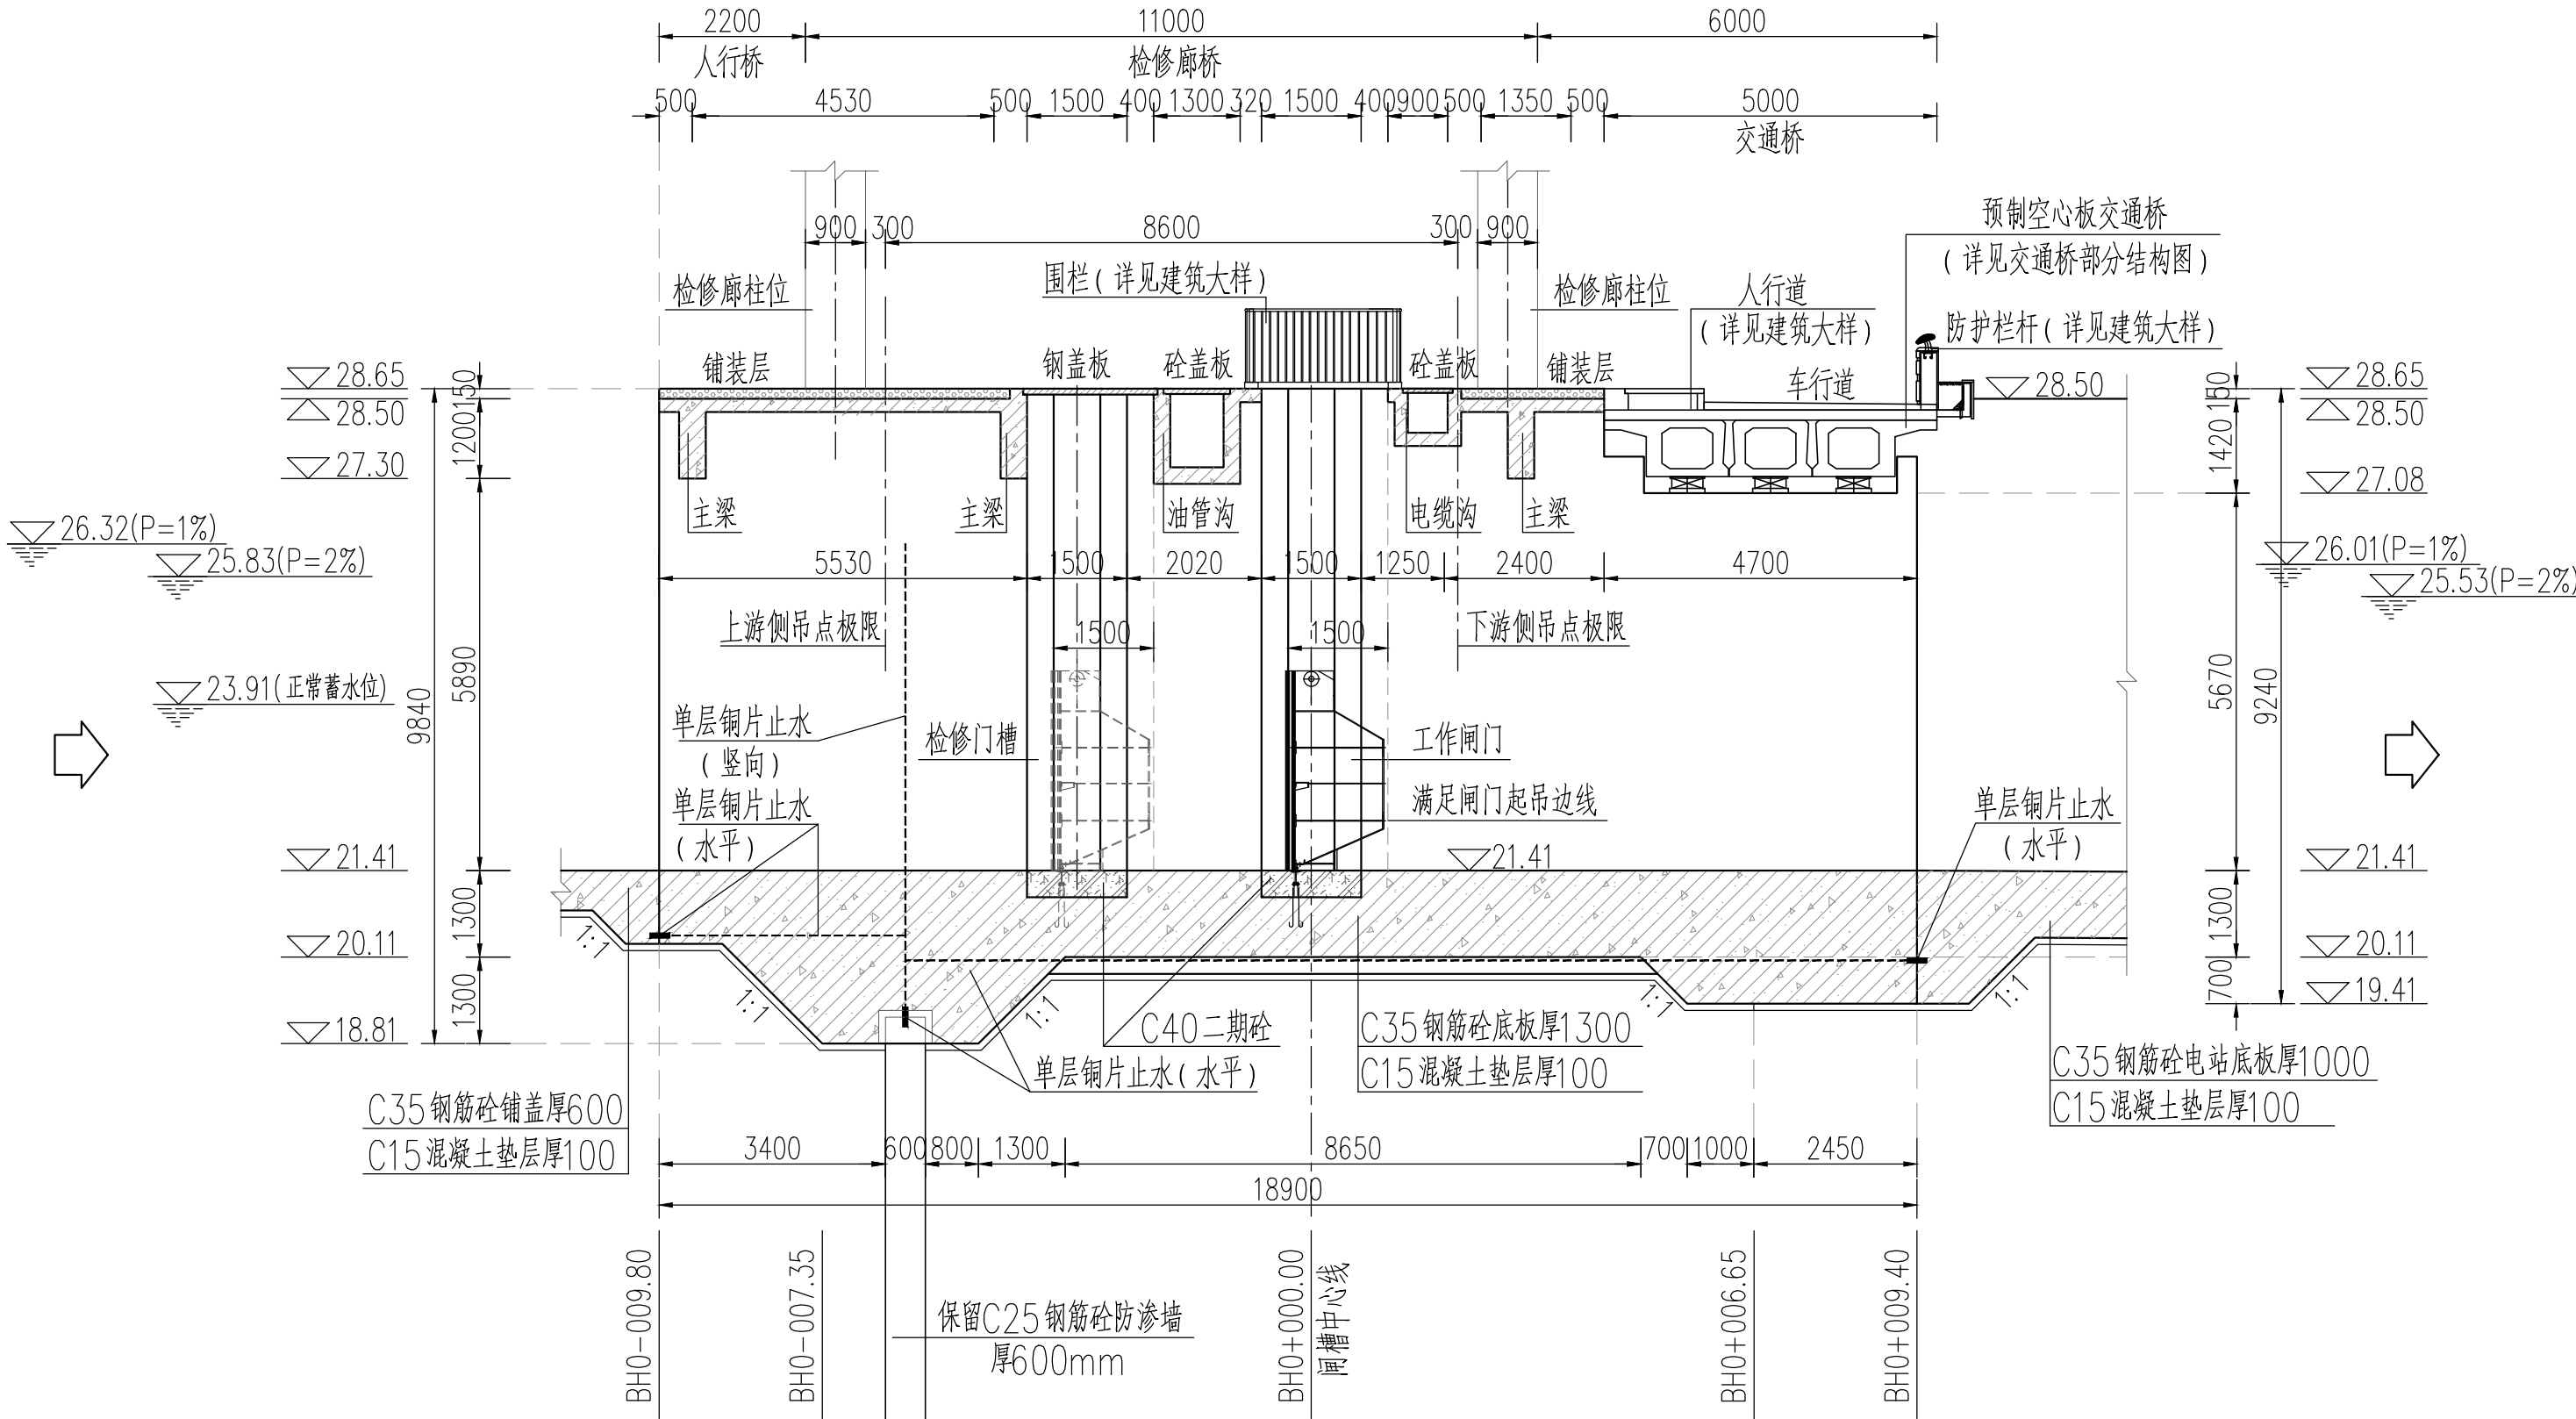 2200
11000
6000
人行桥
检修廊桥
500
4530
500
1500
400
1300
320
1500
400
900
500
1350
500
5000
交通桥
900
300
8600
300
900
预制空心板交通桥
(详见交通桥部分结构图)
检修廊柱位
围栏(详见建筑大样)
检修廊柱位
人行道
(详见建筑大样)
防护栏杆(详见建筑大样)
铺装层
钢盖板
砼盖板
砼盖板
铺装层
车行道
28.50
28.65
28.50
27.30
150
1200
28.65
28.50
27.08
150
1420
主梁
主梁
油管沟
电缆沟
主梁
26.32(P=1%)
25.83(P=2%)
26.01(P=1%)
25.53(P=2%)
5530
1500
2020
1500
1250
2400
4700
上游侧吊点极限
1500
1500
下游侧吊点极限
23.91(正常蓄水位)
9840
5890
5670
9240
单层铜片止水
(竖向)
检修门槽
工作闸门
单层铜片止水
(水平)
满足闸门起吊边线
单层铜片止水
(水平)
21.41
21.41
21.41
1300
1300
20.11
20.11
1300
700
18.81
19.41
1:1
1:1
1:1
1:1
1:1
C40二期砼
单层铜片止水(水平)
C35钢筋砼底板厚1300
C15混凝土垫层厚100
C35钢筋砼电站底板厚1000
C15混凝土垫层厚100
C35钢筋砼铺盖厚600
C15混凝土垫层厚100
3400
600
800
1300
8650
700
1000
2450
18900
BH0-009.80
BH0-007.35
保留C25钢筋砼防渗墙
厚600mm
BH0+000.00
闸槽中心线
BH0+006.65
BH0+009.40